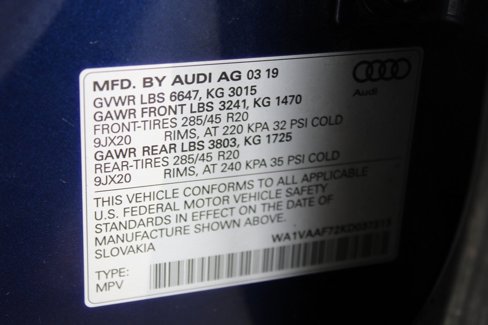 MFD. BY AUDI AG 03 19
GVWR LBS 6647, KG 3015
GAWR FRONT LBS 3241, KG 1470
FRONT-TIRES 285/45 R20
9JX20 RIMS, AT 220 KPA 32 PSI COLD
GAWR REAR LBS 3803, KG 1725
REAR-TIRES 285/45 R20
9JX20 RIMS, AT 240 KPA 35 PSI COLD
Audi
THIS VEHICLE CONFORMS TO ALL APPLICABLE
U.S. FEDERAL MOTOR VEHICLE SAFETY
STANDARDS IN EFFECT ON THE DATE OF
MANUFACTURE SHOWN ABOVE.
SLOVAKIA
TYPE:
MPV